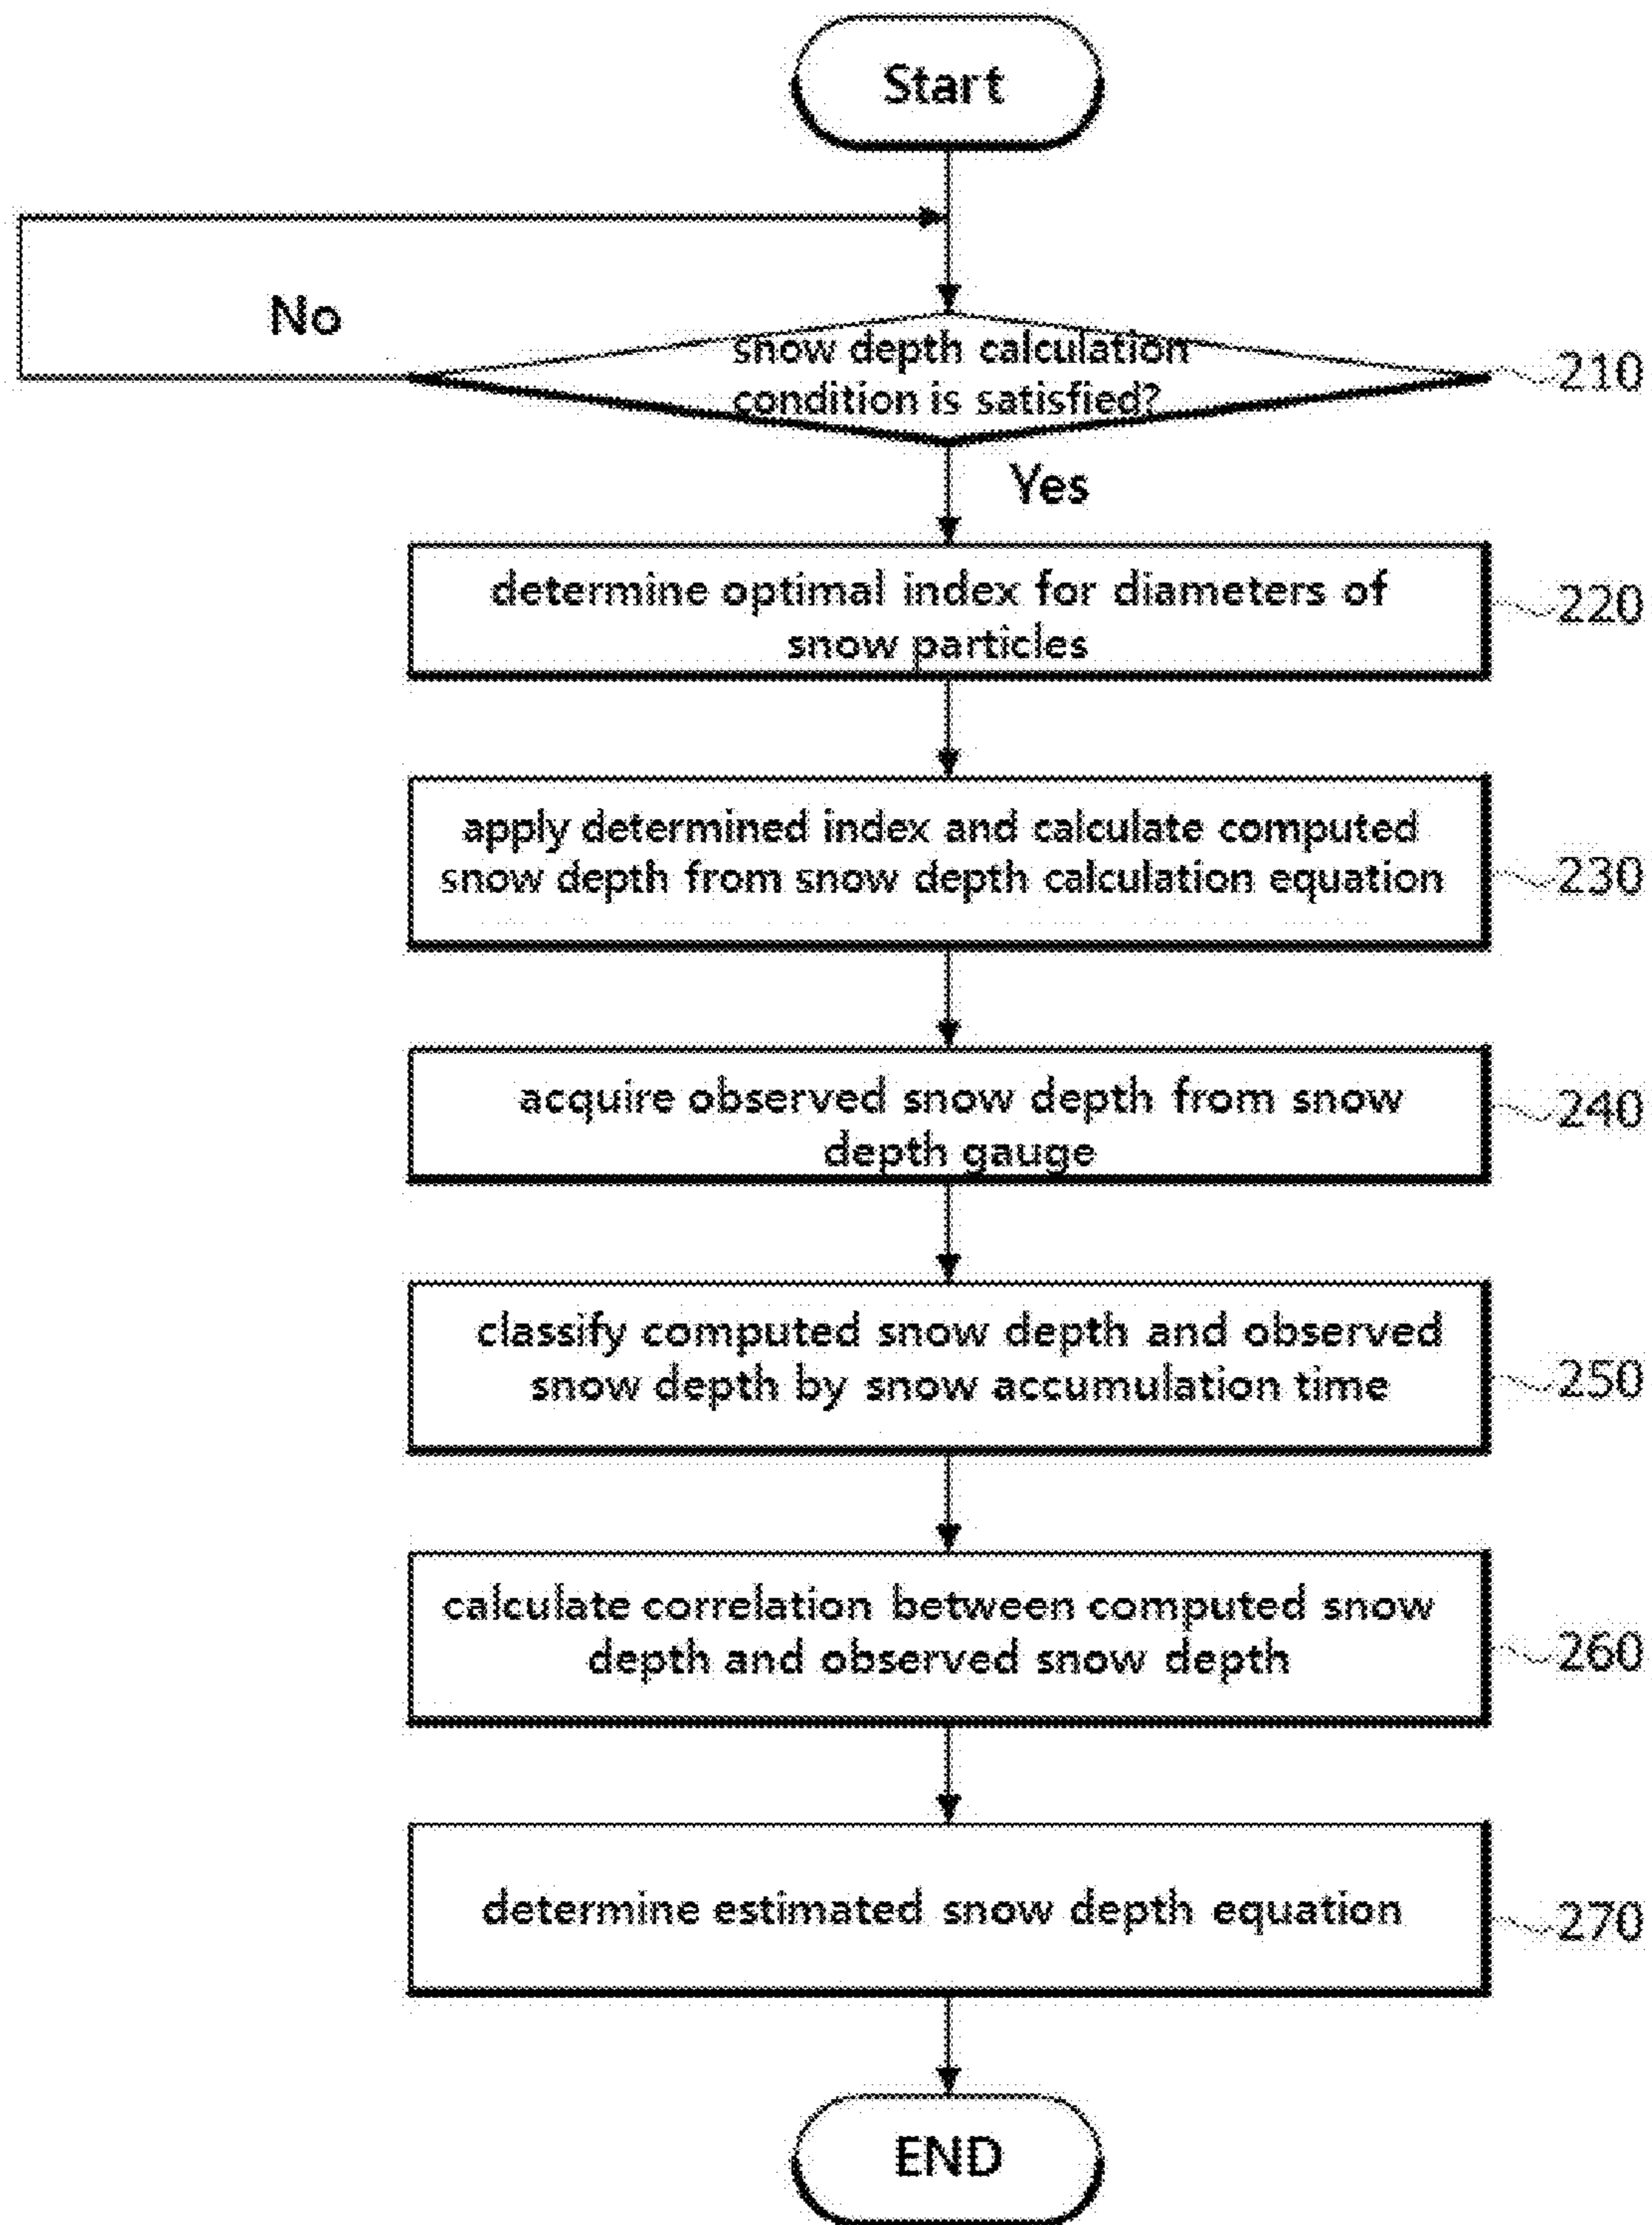 Start
No
snow depth calculation
condition is satisfied?
210
Yes
determine optimal index for diameters of
snow particles
220
apply determined index and calculate computed
snow depth from snow depth calculation equation
230
acquire observed snow depth from snow
depth gauge
240
classify computed snow depth and observed
snow depth by snow accumulation time
250
calculate correlation between computed snow
depth and observed snow depth
260
determine estimated snow depth equation
270
END